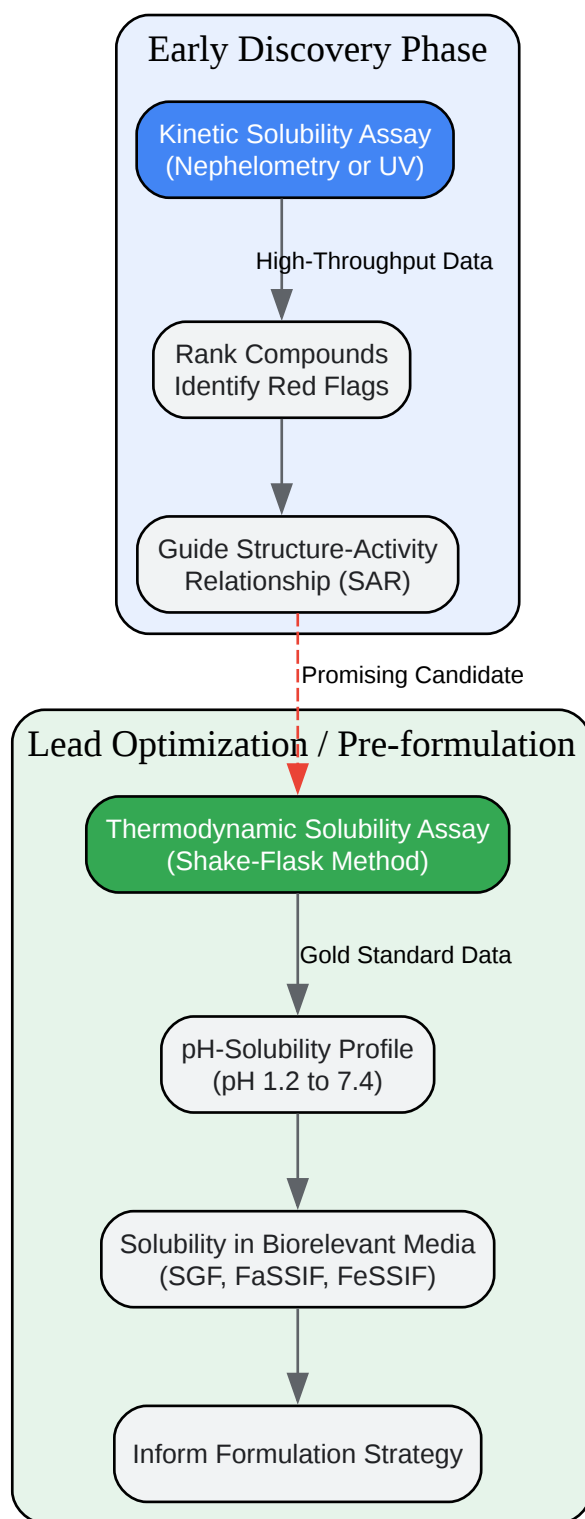 Early Discovery Phase
Kinetic Solubility Assay
(Nephelometry or UV)
High-Throughput Data
Rank Compounds
Identify Red Flags
Guide Structure-Activity
Relationship (SAR)
Promising Candidate
Lead Optimization / Pre-formulation
Thermodynamic Solubility Assay
(Shake-Flask Method)
Gold Standard Data
pH-Solubility Profile
(pH 1.2 to 7.4)
Solubility in Biorelevant Media
(SGF, FaSSIF, FeSSIF)
Inform Formulation Strategy